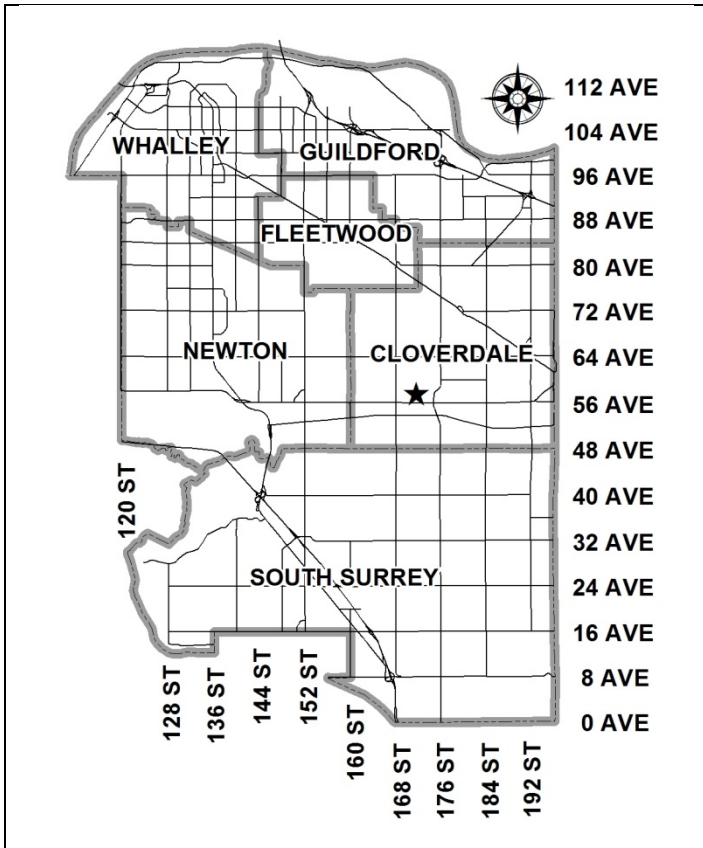 112 AVE
104 AVE
WHALLEY
GUILDFORD
96 AVE
88 AVE
FLEETWOOD
80 AVE
72 AVE
NEWTON
CLOVERDALE
64 AVE
56 AVE
48 AVE
120 ST
40 AVE
32 AVE
SOUTH SURREY
24 AVE
16 AVE
128 ST
136 ST
144 ST
152 ST
160 ST
8 AVE
0 AVE
168 ST
176 ST
184 ST
192 ST